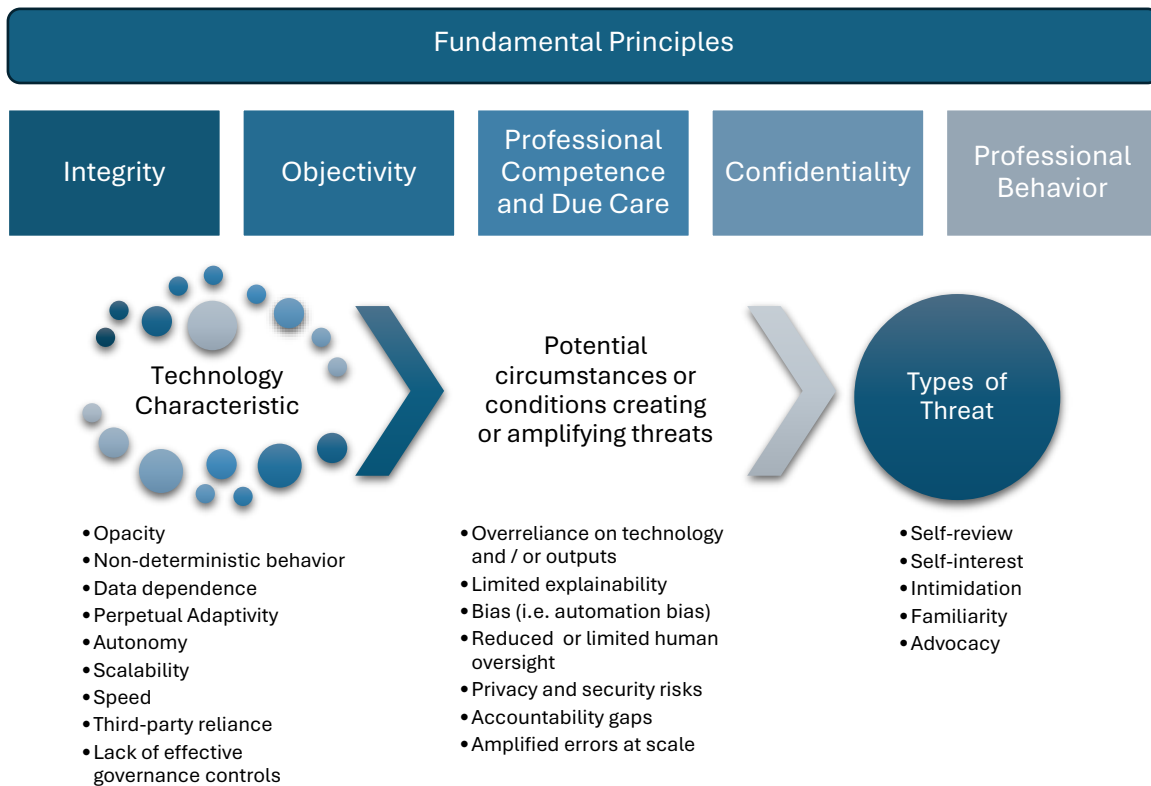 Fundamental Principles
Integrity
Objectivity
Professional
Competence
and Due Care
Confidentiality
Professional
Behavior
Technology
Characteristic
Potential
circumstances or
conditions creating
or amplifying threats
Types of
Threat
•Opacity
•Non-deterministic behavior
•Data dependence
•Perpetual Adaptivity
•Autonomy
•Scalability
•Speed
•Third-party reliance
•Lack of effective
governance controls
•Overreliance on technology
and / or outputs
•Limited explainability
•Bias (i.e. automation bias)
•Reduced or limited human
oversight
•Privacy and security risks
•Accountability gaps
•Amplified errors at scale
•Self-review
•Self-interest
•Intimidation
•Familiarity
•Advocacy